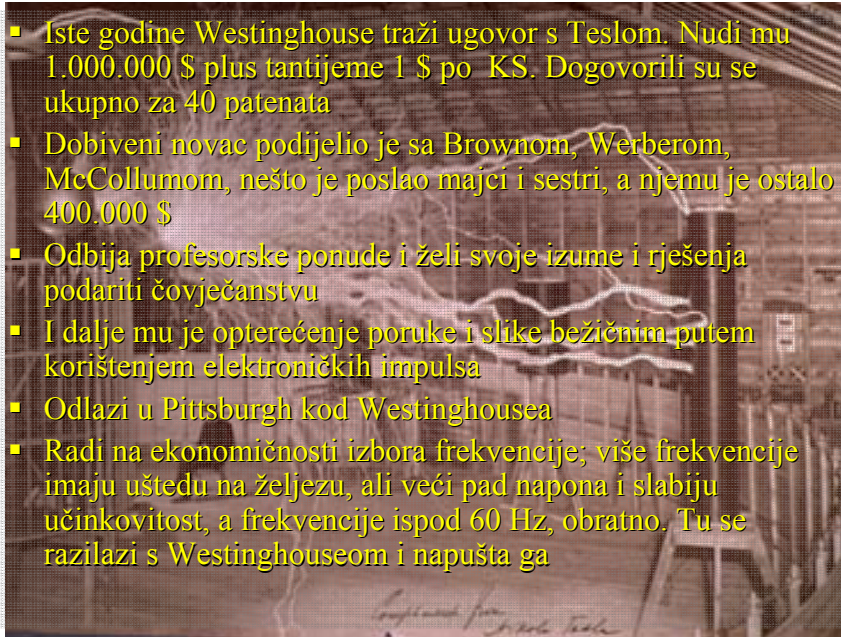 ▪ Iste godine Westinghouse traži ugovor s Teslom. Nudi mu
1.000.000 $ plus tantijeme 1 $ po KS. Dogovorili su se
ukupno za 40 patenata
▪ Dobiveni novac podijelio je sa Brownom, Werberom,
McCollumom, nešto je poslao majci i sestri, a njemu je ostalo
400.000 $
▪ Odbija profesorske ponude i želi svoje izume i rješenja
podariti čovječanstvu
▪ I dalje mu je opterećenje poruke i slike bežičnim putem
korištenjem elektroničkih impulsa
▪ Odlazi u Pittsburgh kod Westinghousea
▪ Radi na ekonomičnosti izbora frekvencije; više frekvencije
imaju uštedu na željezu, ali veći pad napona i slabiju
učinkovitost, a frekvencije ispod 60 Hz, obratno. Tu se
razilazi s Westinghouseom i napušta ga
Nikola Tesla